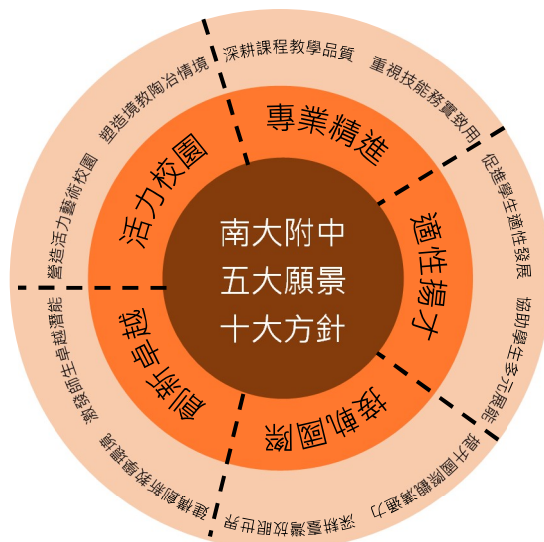 南大附中
五大願景
十大方針
專業精進
深耕課程教學品質
重視技能務實致用
適性揚才
促進學生適性發展
協助學生多元展能
接軌國際
提升國際觀溝通力
深耕臺灣放眼世界
創新卓越
建構創新教學環境
激發師生卓越潛能
活力校園
營造活力藝術校園
塑造境教陶冶情境